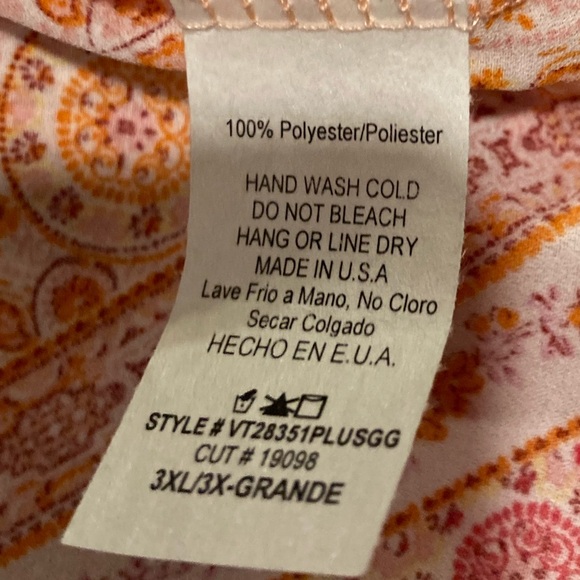 100% Polyester/Poliester
HAND WASH COLD
DO NOT BLEACH
HANG OR LINE DRY
MADE IN U.S.A
Lave Frio a Mano, No Cloro
Secar Colgado
HECHO EN E.U.A.
STYLE # VT28351PLUSGG
CUT # 19098
3XL/3X-GRANDE